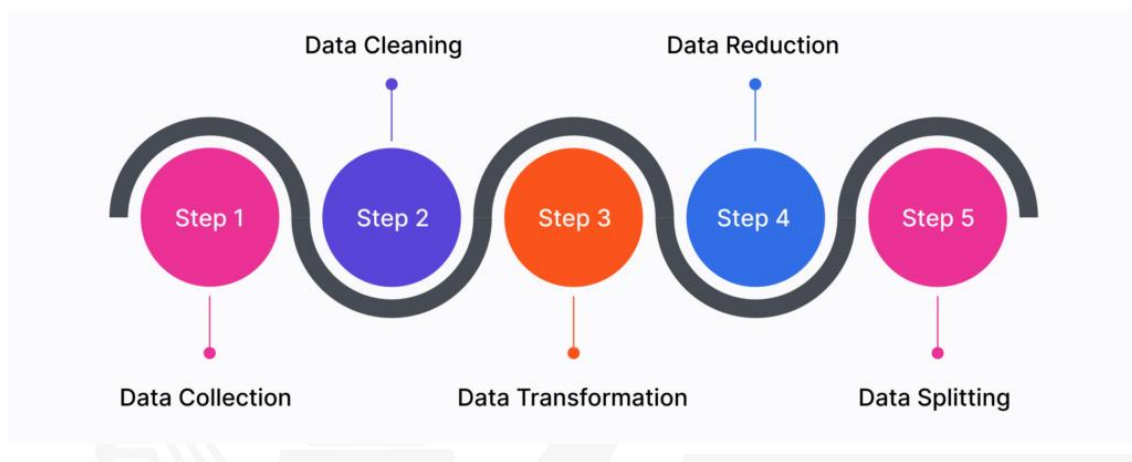 Data Cleaning
Data Reduction
Step 1
Step 2
Step 3
Step 4
Step 5
Data Collection
Data Transformation
Data Splitting